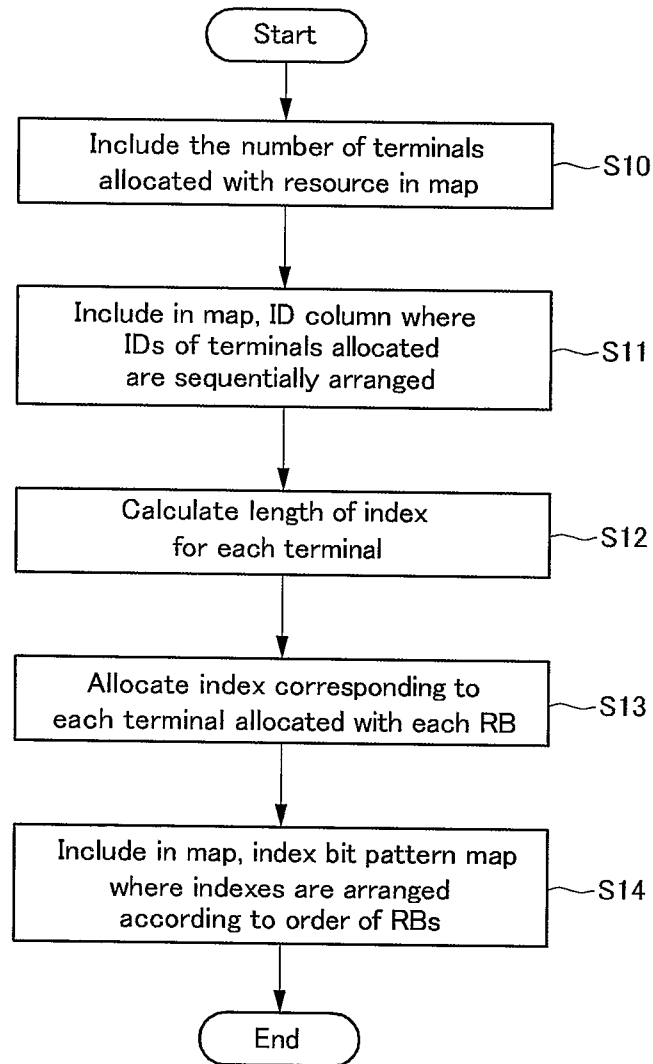 Start
Include the number of terminals
allocated with resource in map
S10
Include in map, ID column where
IDs of terminals allocated
are sequentially arranged
S11
Calculate length of index
for each terminal
S12
Allocate index corresponding to
each terminal allocated with each RB
S13
Include in map, index bit pattern map
where indexes are arranged
according to order of RBs
S14
End